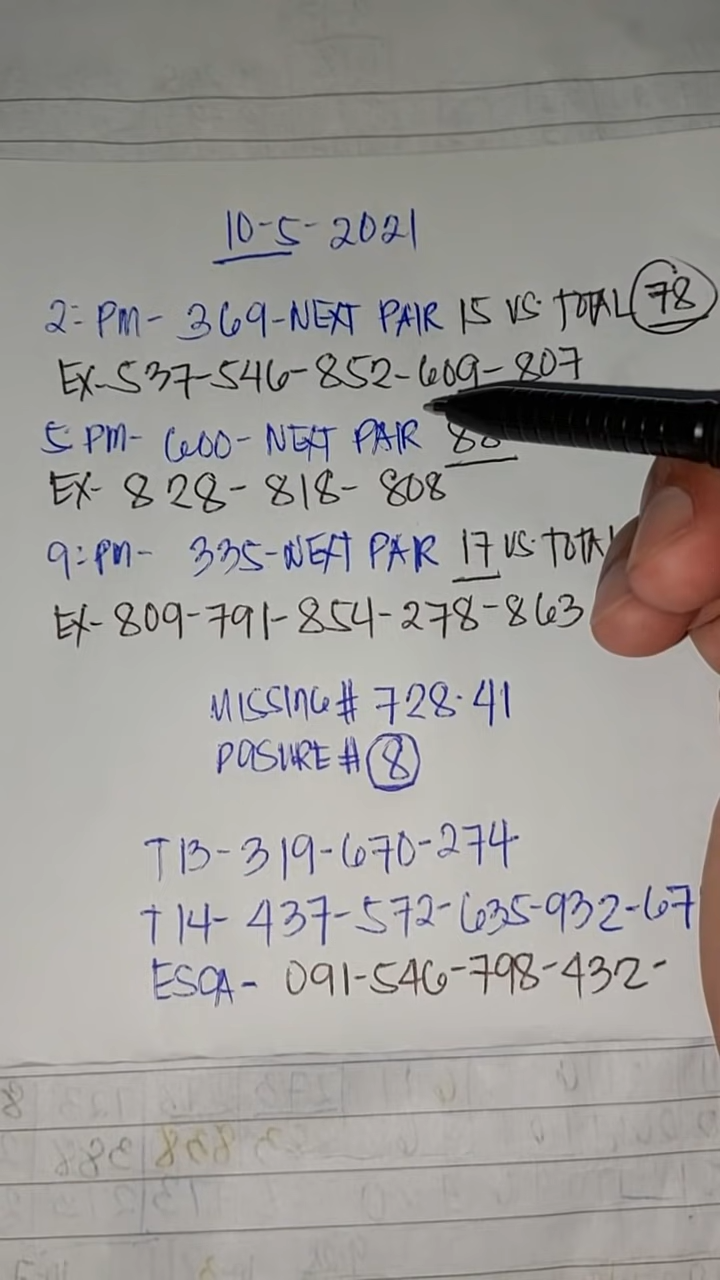 10-5-2021
2:PM- 369-NEXT PAIR 15 VS. TOTAL 78
EX-537-546-852-609-807
5 PM- 600- NEXT PAIR 88
EX- 828-818-808
9:PM- 335-NEXT PAIR 17 VS. TOTAL
EX-809-791-854-278-863
MISSING# 728.41
PASURE # 8
T13-319-670-274
T14-437-572-635-932-67
ESCA- 091-546-798-432-